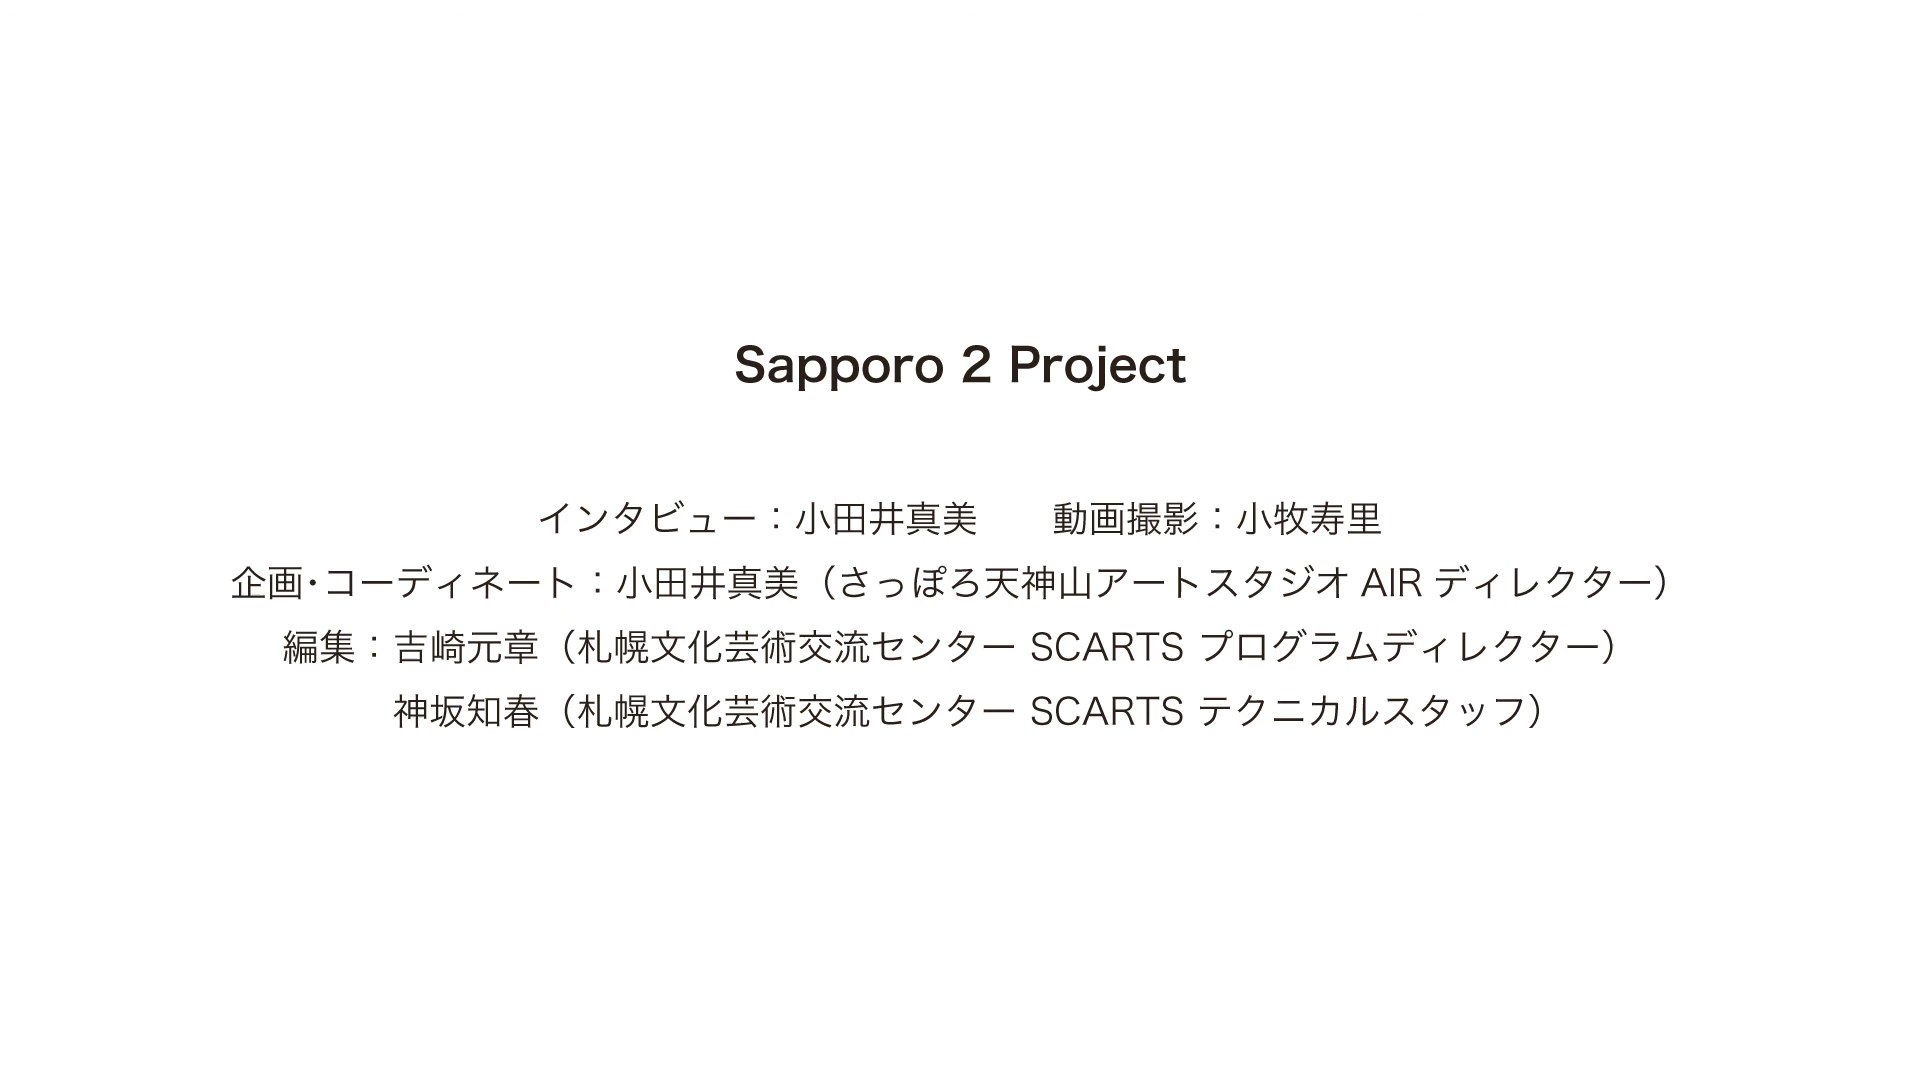 Sapporo 2 Project
インタビュー：小田井真美　　動画撮影：小牧寿里
企画・コーディネート：小田井真美（さっぽろ天神山アートスタジオ AIR ディレクター）
編集：吉崎元章（札幌文化芸術交流センター SCARTS プログラムディレクター）
神坂知春（札幌文化芸術交流センター SCARTS テクニカルスタッフ）